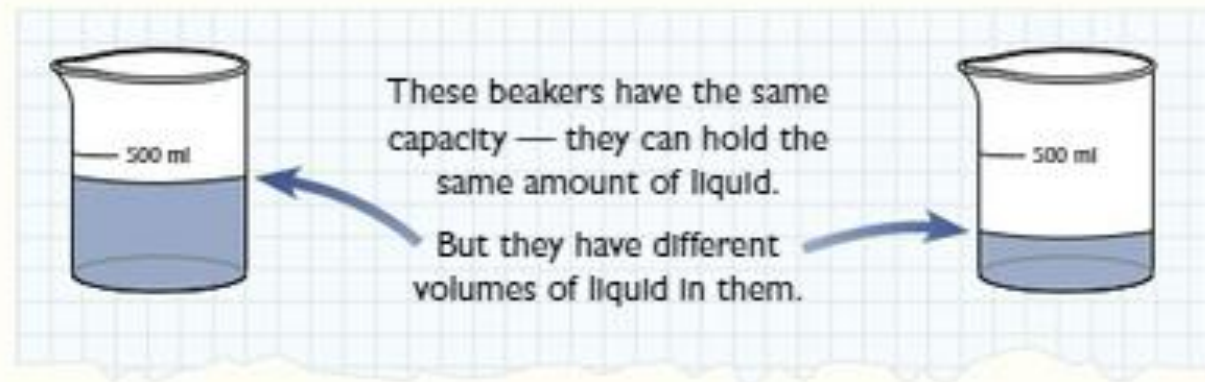 These beakers have the same
capacity — they can hold the
same amount of liquid.
But they have different
volumes of liquid in them.
500 ml
500 ml